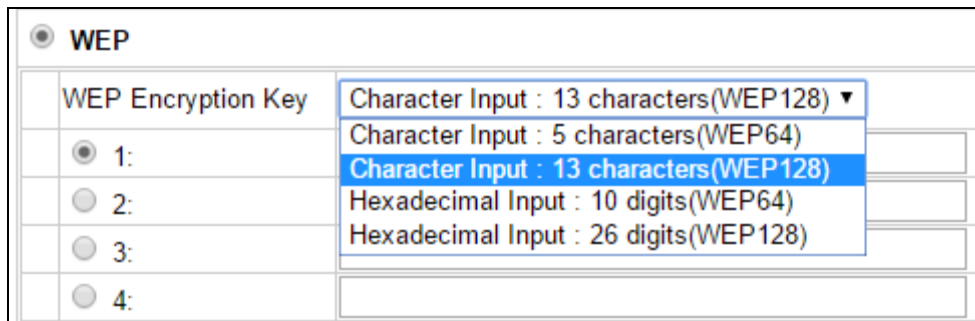 WEP
WEP Encryption Key
Character Input : 13 characters(WEP128)
Character Input : 5 characters(WEP64)
Character Input : 13 characters(WEP128)
Hexadecimal Input : 10 digits(WEP64)
Hexadecimal Input : 26 digits(WEP128)
1:
2:
3:
4: